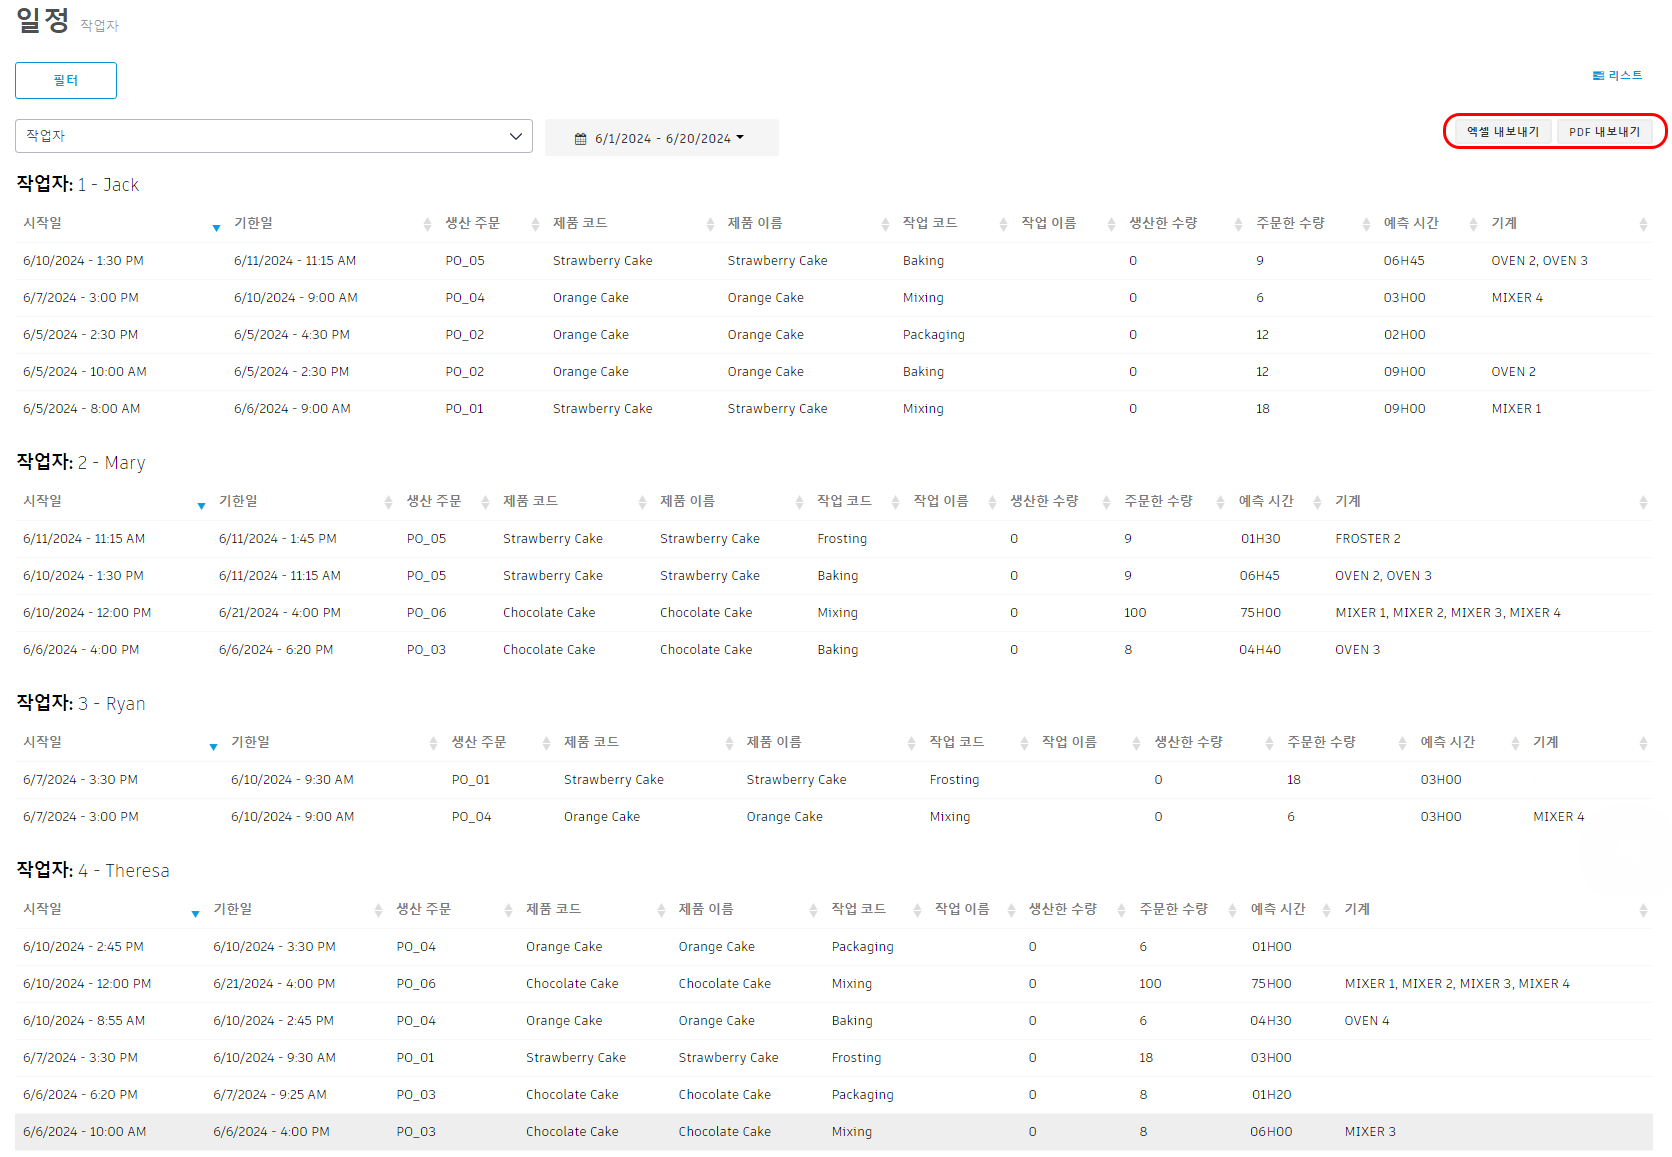 일정 작업자
필터
리스트
작업자
6/1/2024 - 6/20/2024
엑셀 내보내기 PDF 내보내기
작업자: 1 - Jack
시작일 기한일 생산 주문 제품 코드 제품 이름 작업 코드 작업 이름 생산한 수량 주문한 수량 예측 시간 기계
6/10/2024 - 1:30 PM 6/11/2024 - 11:15 AM PO_05 Strawberry Cake Strawberry Cake Baking 0 9 06H45 OVEN 2, OVEN 3
6/7/2024 - 3:00 PM 6/10/2024 - 9:00 AM PO_04 Orange Cake Orange Cake Mixing 0 6 03H00 MIXER 4
6/5/2024 - 2:30 PM 6/5/2024 - 4:30 PM PO_02 Orange Cake Orange Cake Packaging 0 12 02H00
6/5/2024 - 10:00 AM 6/5/2024 - 2:30 PM PO_02 Orange Cake Orange Cake Baking 0 12 09H00 OVEN 2
6/5/2024 - 8:00 AM 6/6/2024 - 9:00 AM PO_01 Strawberry Cake Strawberry Cake Mixing 0 18 09H00 MIXER 1
작업자: 2 - Mary
시작일 기한일 생산 주문 제품 코드 제품 이름 작업 코드 작업 이름 생산한 수량 주문한 수량 예측 시간 기계
6/11/2024 - 11:15 AM 6/11/2024 - 1:45 PM PO_05 Strawberry Cake Strawberry Cake Frosting 0 9 01H30 FROSTER 2
6/10/2024 - 1:30 PM 6/11/2024 - 11:15 AM PO_05 Strawberry Cake Strawberry Cake Baking 0 9 06H45 OVEN 2, OVEN 3
6/10/2024 - 12:00 PM 6/21/2024 - 4:00 PM PO_06 Chocolate Cake Chocolate Cake Mixing 0 100 75H00 MIXER 1, MIXER 2, MIXER 3, MIXER 4
6/6/2024 - 4:00 PM 6/6/2024 - 6:20 PM PO_03 Chocolate Cake Chocolate Cake Baking 0 8 04H40 OVEN 3
작업자: 3 - Ryan
시작일 기한일 생산 주문 제품 코드 제품 이름 작업 코드 작업 이름 생산한 수량 주문한 수량 예측 시간 기계
6/7/2024 - 3:30 PM 6/10/2024 - 9:30 AM PO_01 Strawberry Cake Strawberry Cake Frosting 0 18 03H00
6/7/2024 - 3:00 PM 6/10/2024 - 9:00 AM PO_04 Orange Cake Orange Cake Mixing 0 6 03H00 MIXER 4
작업자: 4 - Theresa
시작일 기한일 생산 주문 제품 코드 제품 이름 작업 코드 작업 이름 생산한 수량 주문한 수량 예측 시간 기계
6/10/2024 - 2:45 PM 6/10/2024 - 3:30 PM PO_04 Orange Cake Orange Cake Packaging 0 6 01H00
6/10/2024 - 12:00 PM 6/21/2024 - 4:00 PM PO_06 Chocolate Cake Chocolate Cake Mixing 0 100 75H00 MIXER 1, MIXER 2, MIXER 3, MIXER 4
6/10/2024 - 8:55 AM 6/10/2024 - 2:45 PM PO_04 Orange Cake Orange Cake Baking 0 6 04H30 OVEN 4
6/7/2024 - 3:30 PM 6/10/2024 - 9:30 AM PO_01 Strawberry Cake Strawberry Cake Frosting 0 18 03H00
6/6/2024 - 6:20 PM 6/7/2024 - 9:25 AM PO_03 Chocolate Cake Chocolate Cake Packaging 0 8 01H20
6/6/2024 - 10:00 AM 6/6/2024 - 4:00 PM PO_03 Chocolate Cake Chocolate Cake Mixing 0 8 06H00 MIXER 3